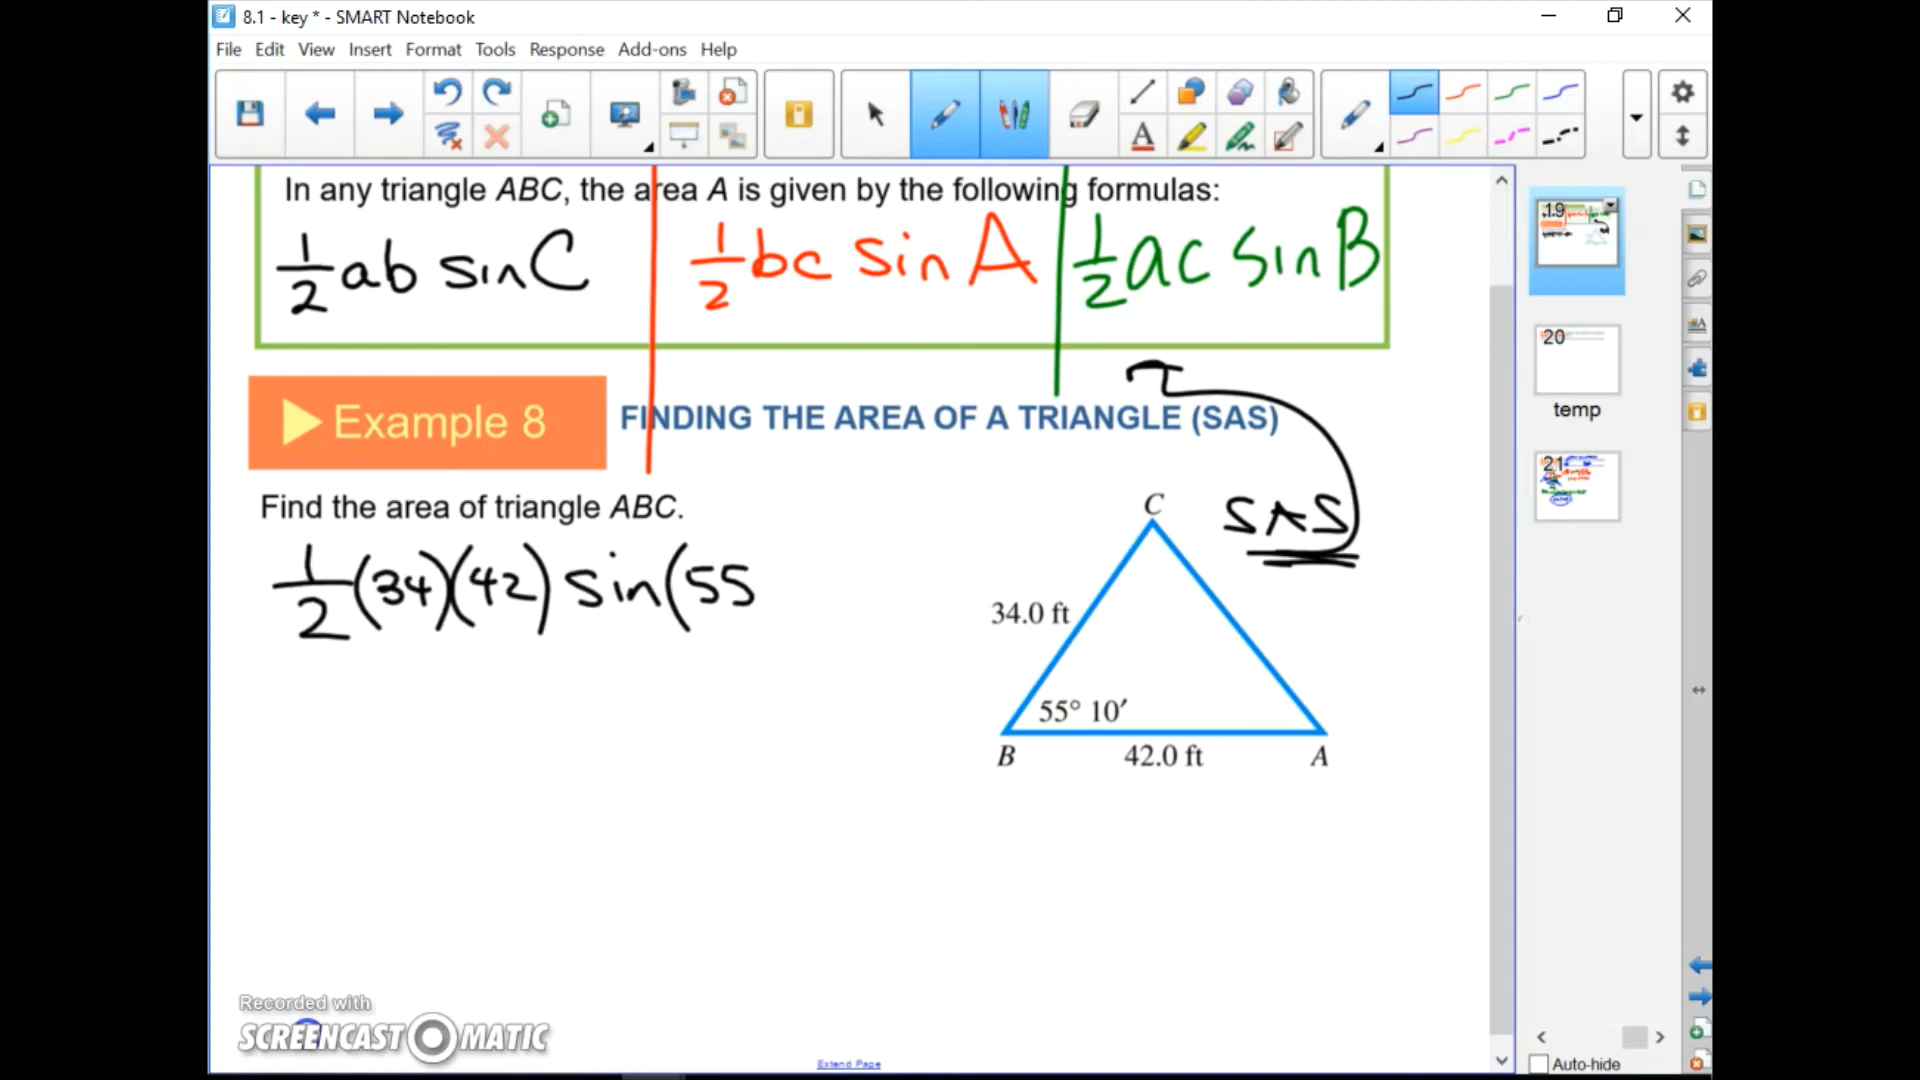 8.1 - key * - SMART Notebook
File Edit View Insert Format Tools Response Add-ons Help
In any triangle ABC, the area A is given by the following formulas:
1/2 ab sin C 1/2 bc sin A 1/2 ac sin B
Example 8 FINDING THE AREA OF A TRIANGLE (SAS)
Find the area of triangle ABC.
1/2 (34)(42) sin(55
SAS
C
34.0 ft
55° 10′
B 42.0 ft A
19
20
temp
21
Recorded with
SCREENCAST MATIC
Extend Page
Auto-hide